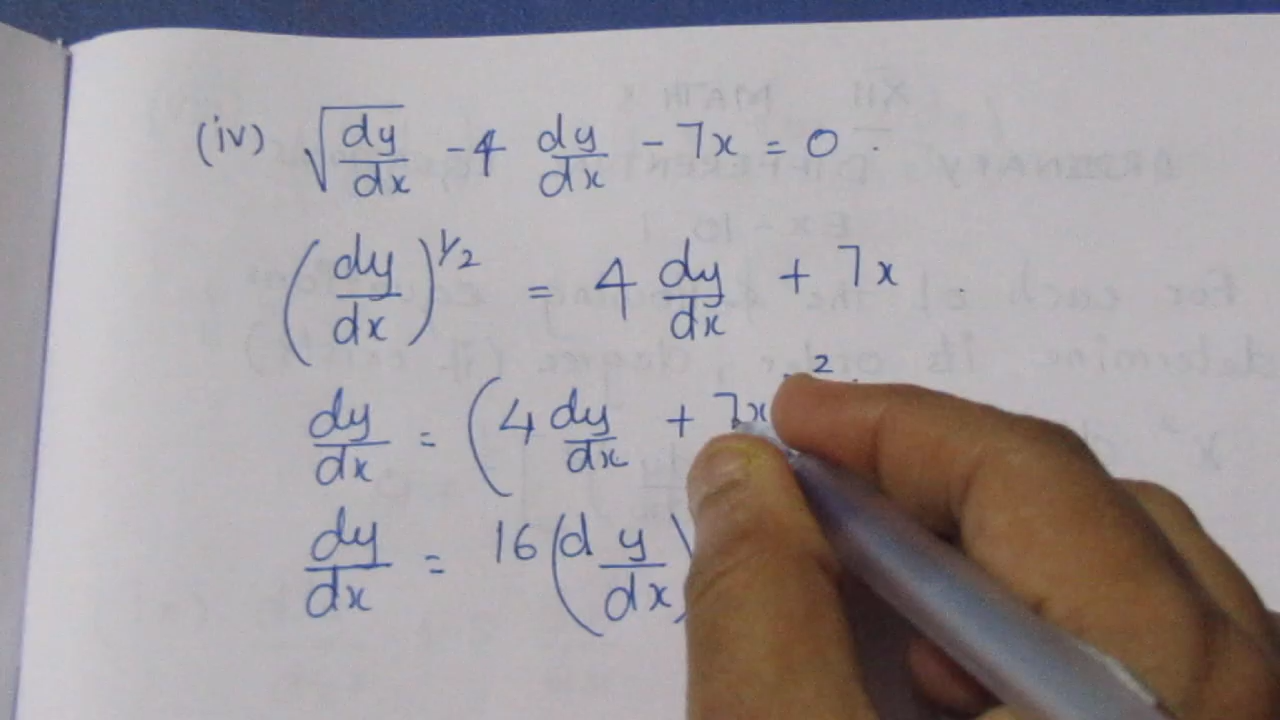 (iv) √(dy/dx) - 4 dy/dx - 7x = 0.
(dy/dx)^1/2 = 4 dy/dx + 7x
dy/dx = (4 dy/dx + 7x 2
dy/dx = 16 (dy/dx)